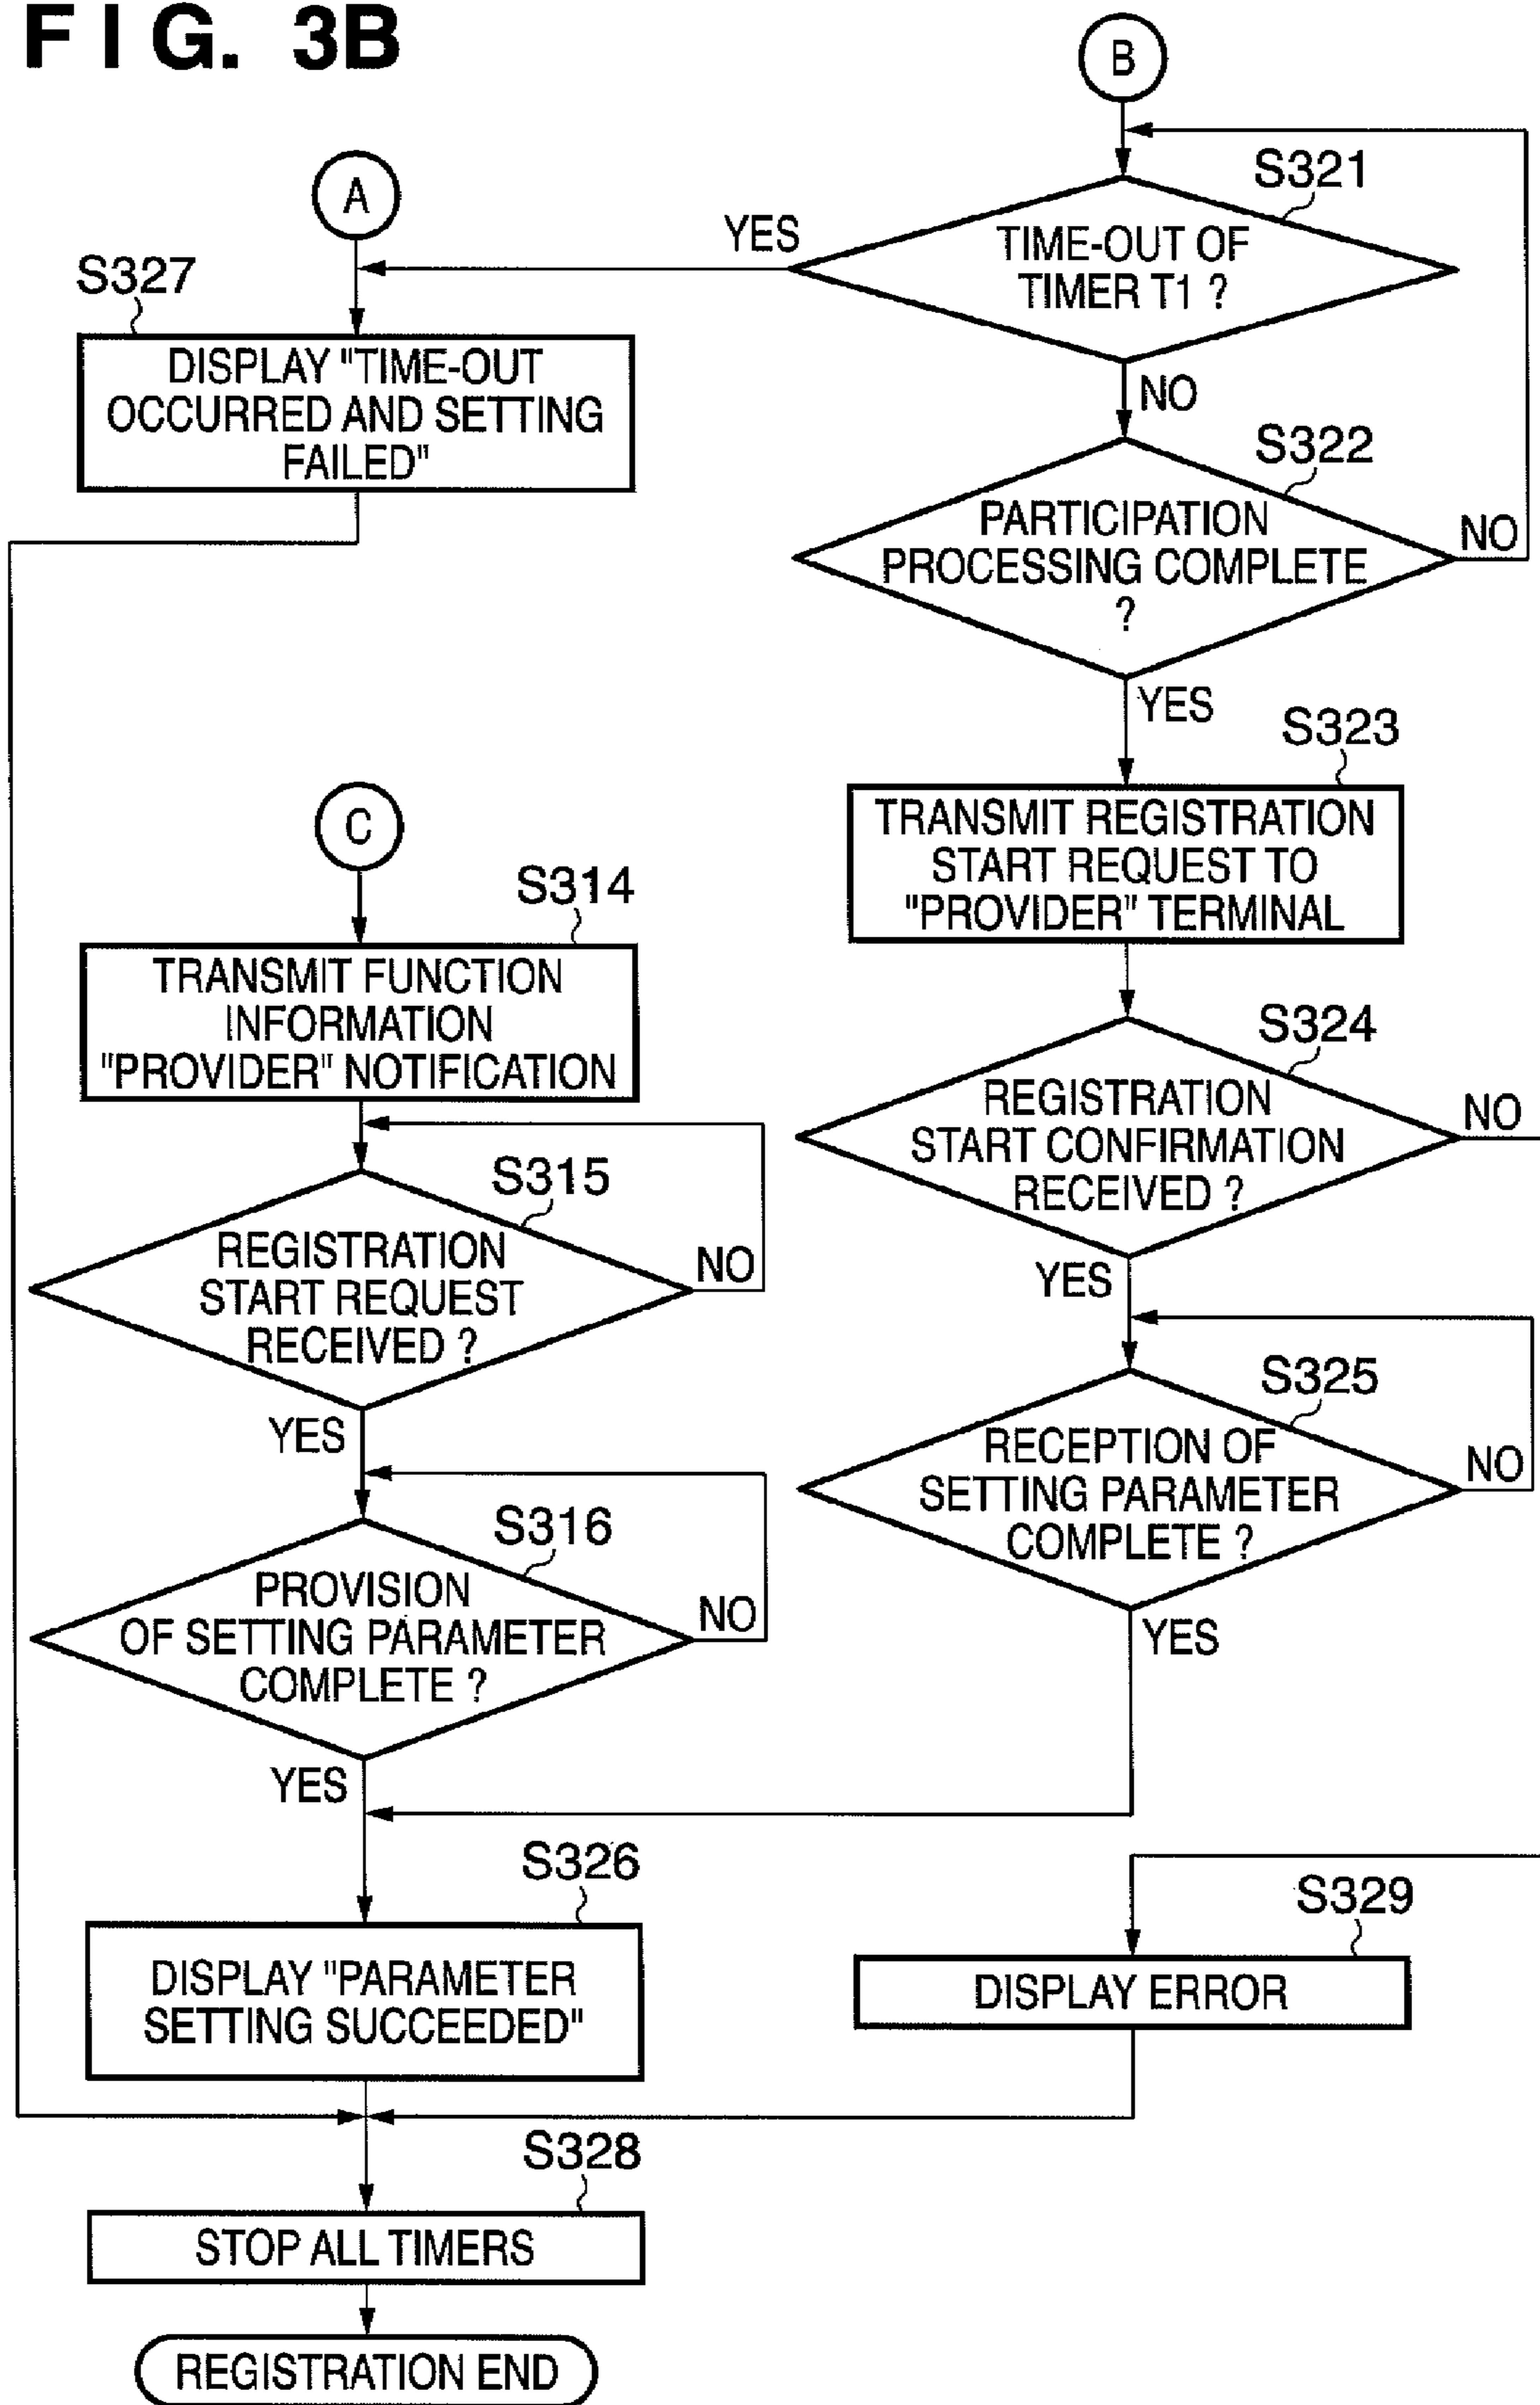 FIG. 3B
B
S321
TIME-OUT OF
TIMER T1 ?
YES
NO
A
S327
DISPLAY "TIME-OUT
OCCURRED AND SETTING
FAILED"
S322
PARTICIPATION
PROCESSING COMPLETE
?
NO
YES
S323
TRANSMIT REGISTRATION
START REQUEST TO
"PROVIDER" TERMINAL
S324
REGISTRATION
START CONFIRMATION
RECEIVED ?
NO
YES
S325
RECEPTION OF
SETTING PARAMETER
COMPLETE ?
NO
YES
C
S314
TRANSMIT FUNCTION
INFORMATION
"PROVIDER" NOTIFICATION
S315
REGISTRATION
START REQUEST
RECEIVED ?
NO
YES
S316
PROVISION
OF SETTING PARAMETER
COMPLETE ?
NO
YES
S326
DISPLAY "PARAMETER
SETTING SUCCEEDED"
S329
DISPLAY ERROR
S328
STOP ALL TIMERS
REGISTRATION END